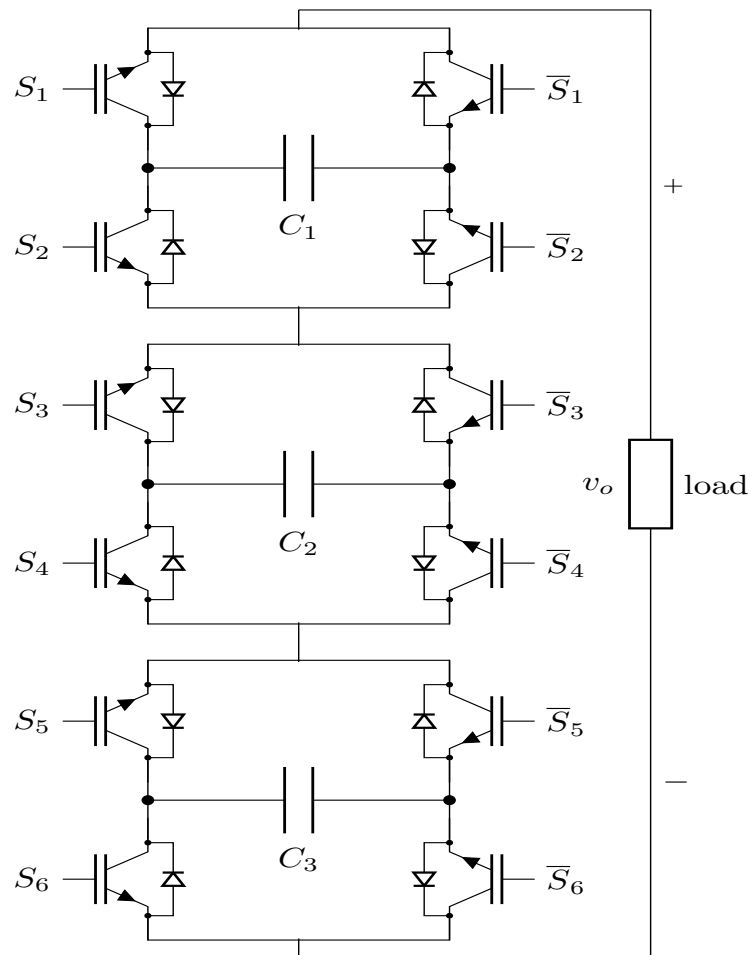 S₁ S̅₁
+
C₁
S₂ S̅₂
S₃ S̅₃
vₒ load
C₂
S₄ S̅₄
S₅ S̅₅
−
C₃
S₆ S̅₆